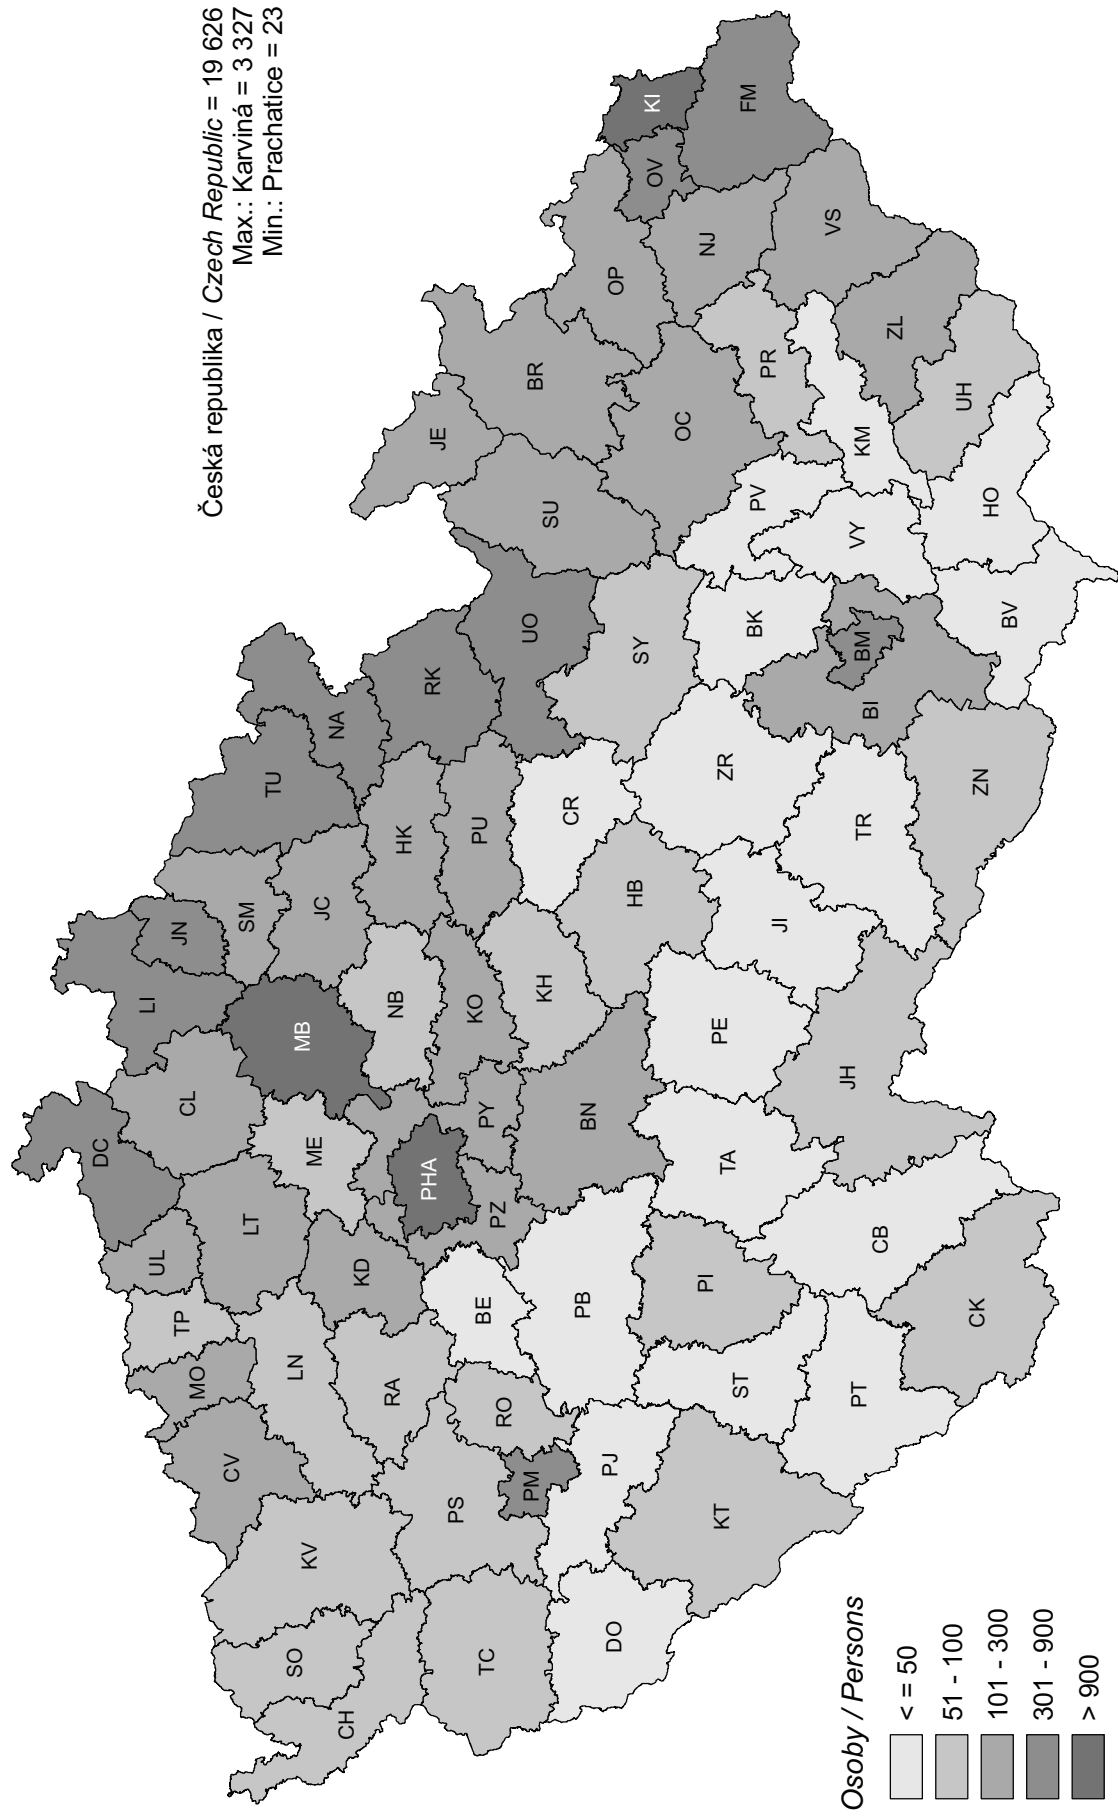 Česká republika / Czech Republic = 19 626
Max.: Karviná = 3 327
Min.: Prachatice = 23
DC
LI
JN
SM
TU
NA
UL
CL
TP
LT
MB
JC
MO
ME
HK
RK
CV
LN
KD
NB
PU
UO
JE
SO
KV
RA
PHA
PY
KO
SU
BR
CH
PS
BE
PZ
KH
CR
SY
OP
KI
RO
OC
OV
TC
PM
PB
BN
HB
ZR
BK
PV
PR
NJ
FM
PJ
DO
PI
TA
PE
JI
TR
BI
BM
VY
KM
VS
KT
ST
ZL
PT
CB
JH
ZN
BV
HO
UH
CK
Osoby / Persons
< = 50
51 - 100
101 - 300
301 - 900
> 900